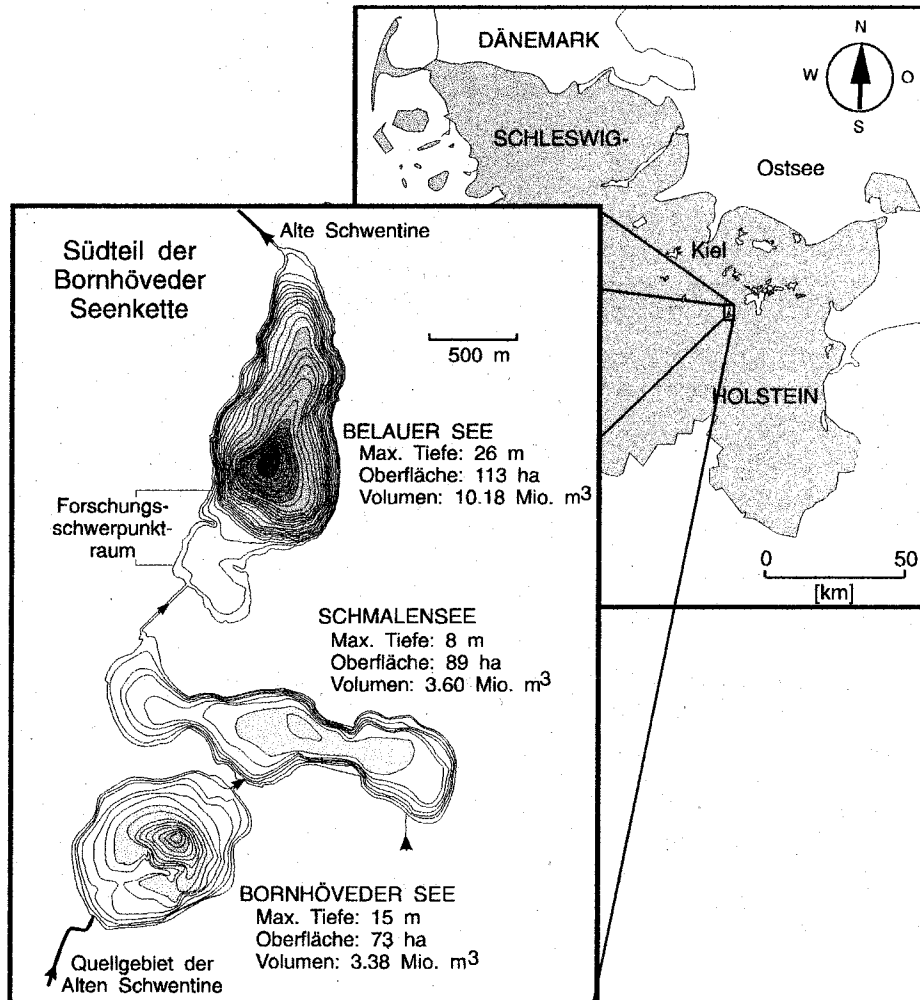 DÄNEMARK
SCHLESWIG-
Ostsee
Kiel
HOLSTEIN
N
W
O
S
0 50
[km]
Südteil der
Bornhöveder
Seenkette
Alte Schwentine
500 m
BELAUER SEE
Max. Tiefe: 26 m
Oberfläche: 113 ha
Volumen: 10.18 Mio. m³
Forschungs-
schwerpunkt-
raum
SCHMALENSEE
Max. Tiefe: 8 m
Oberfläche: 89 ha
Volumen: 3.60 Mio. m³
BORNHÖVEDER SEE
Max. Tiefe: 15 m
Oberfläche: 73 ha
Volumen: 3.38 Mio. m³
Quellgebiet der
Alten Schwentine